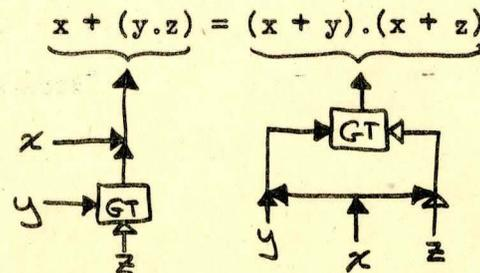 x + (y.z) = (x + y).(x + z)
GT
x
y
GT
z
y
x
z